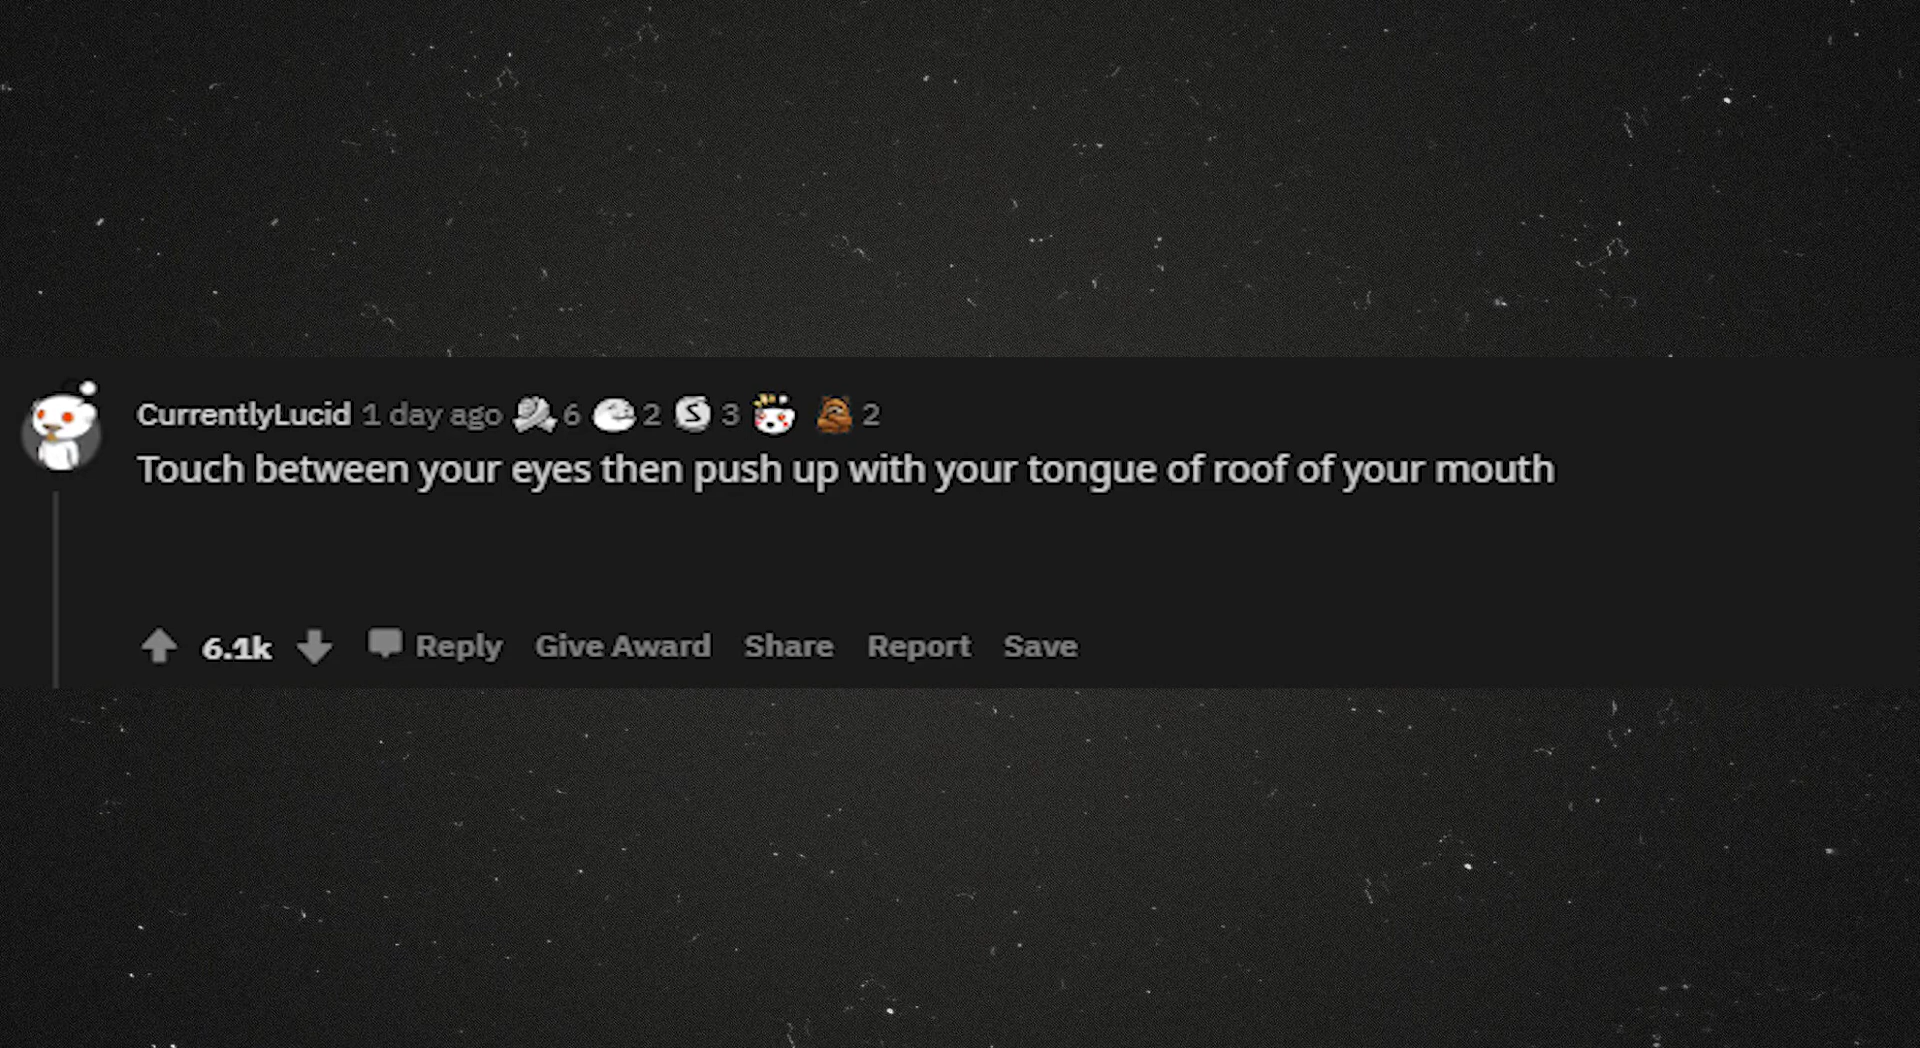 CurrentlyLucid 1 day ago 6 2 3 2
Touch between your eyes then push up with your tongue of roof of your mouth
6.1k Reply Give Award Share Report Save